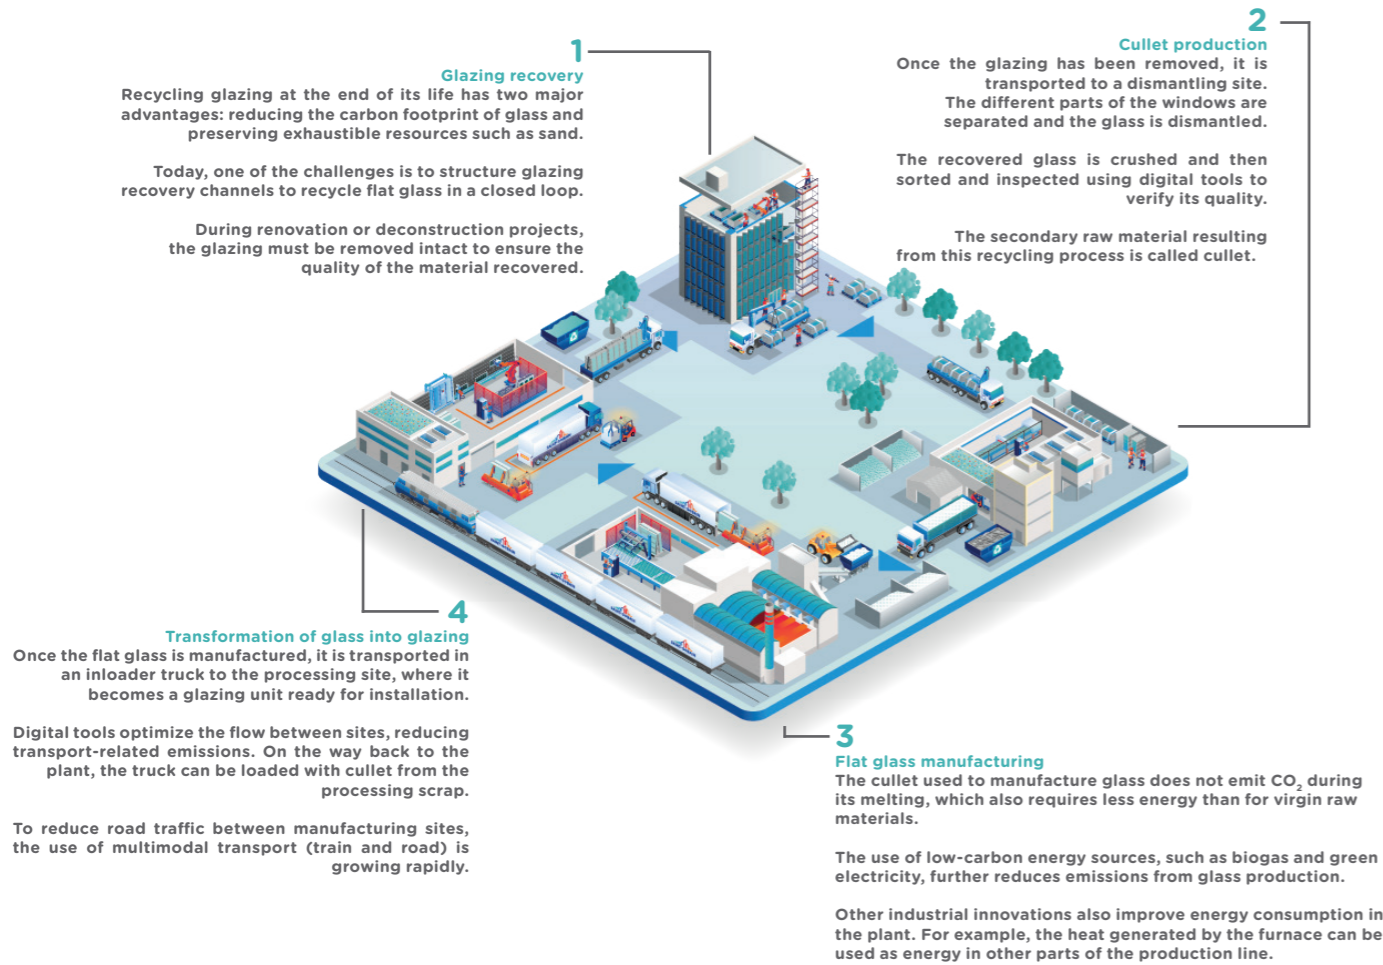 1
Glazing recovery
Recycling glazing at the end of its life has two major
advantages: reducing the carbon footprint of glass and
preserving exhaustible resources such as sand.
Today, one of the challenges is to structure glazing
recovery channels to recycle flat glass in a closed loop.
During renovation or deconstruction projects,
the glazing must be removed intact to ensure the
quality of the material recovered.
2
Cullet production
Once the glazing has been removed, it is
transported to a dismantling site.
The different parts of the windows are
separated and the glass is dismantled.
The recovered glass is crushed and then
sorted and inspected using digital tools to
verify its quality.
The secondary raw material resulting
from this recycling process is called cullet.
3
Flat glass manufacturing
The cullet used to manufacture glass does not emit CO₂ during
its melting, which also requires less energy than for virgin raw
materials.
The use of low-carbon energy sources, such as biogas and green
electricity, further reduces emissions from glass production.
Other industrial innovations also improve energy consumption in
the plant. For example, the heat generated by the furnace can be
used as energy in other parts of the production line.
4
Transformation of glass into glazing
Once the flat glass is manufactured, it is transported in
an inloader truck to the processing site, where it
becomes a glazing unit ready for installation.
Digital tools optimize the flow between sites, reducing
transport-related emissions. On the way back to the
plant, the truck can be loaded with cullet from the
processing scrap.
To reduce road traffic between manufacturing sites,
the use of multimodal transport (train and road) is
growing rapidly.